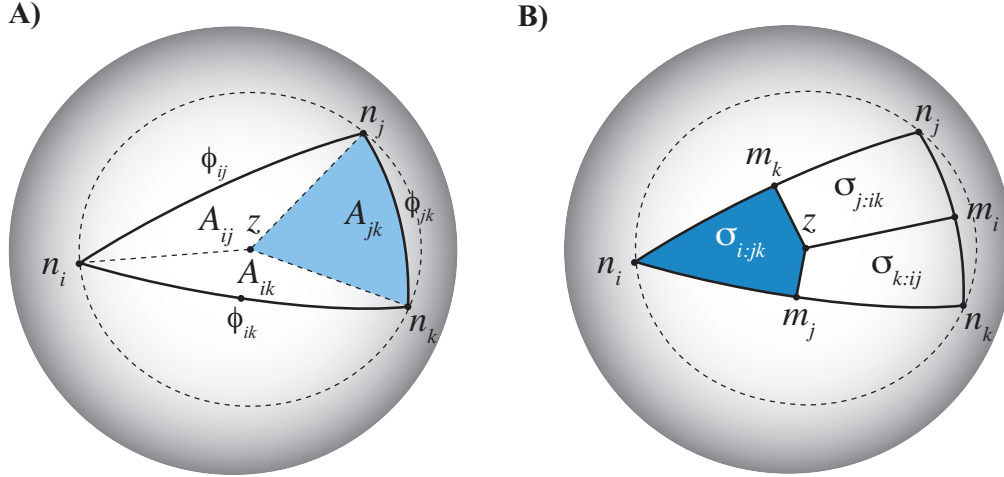 A)
n_j
ϕ_ij
ϕ_jk
A_ij
z
A_jk
n_i
A_ik
ϕ_ik
n_k
B)
n_j
m_k
σ_j:ik
m_i
σ_i:jk
z
n_i
σ_k:ij
m_j
n_k